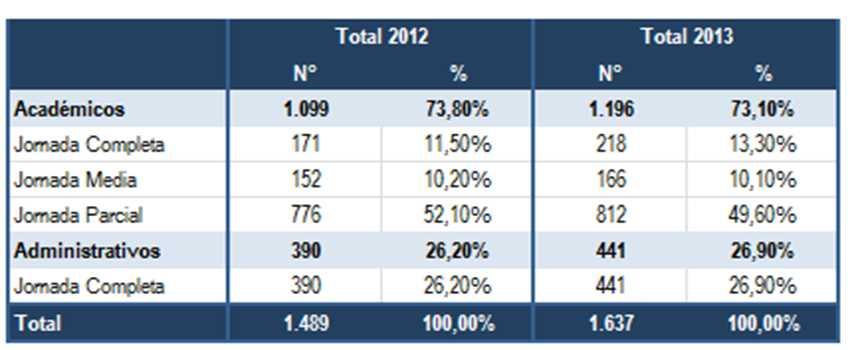 Total 2012 Total 2013
N° % N° %
Académicos 1.099 73,80% 1.196 73,10%
Jornada Completa 171 11,50% 218 13,30%
Jornada Media 152 10,20% 166 10,10%
Jornada Parcial 776 52,10% 812 49,60%
Administrativos 390 26,20% 441 26,90%
Jornada Completa 390 26,20% 441 26,90%
Total 1.489 100,00% 1.637 100,00%